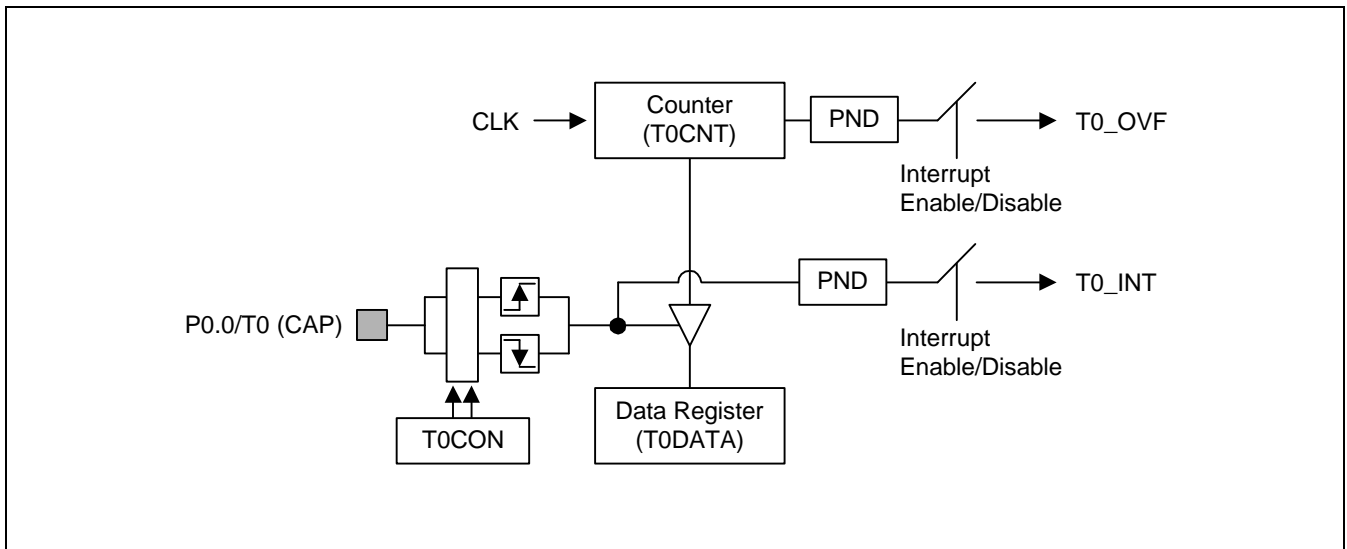 CLK
Counter
(T0CNT)
PND
T0_OVF
Interrupt
Enable/Disable
P0.0/T0 (CAP)
PND
T0_INT
Interrupt
Enable/Disable
T0CON
Data Register
(T0DATA)